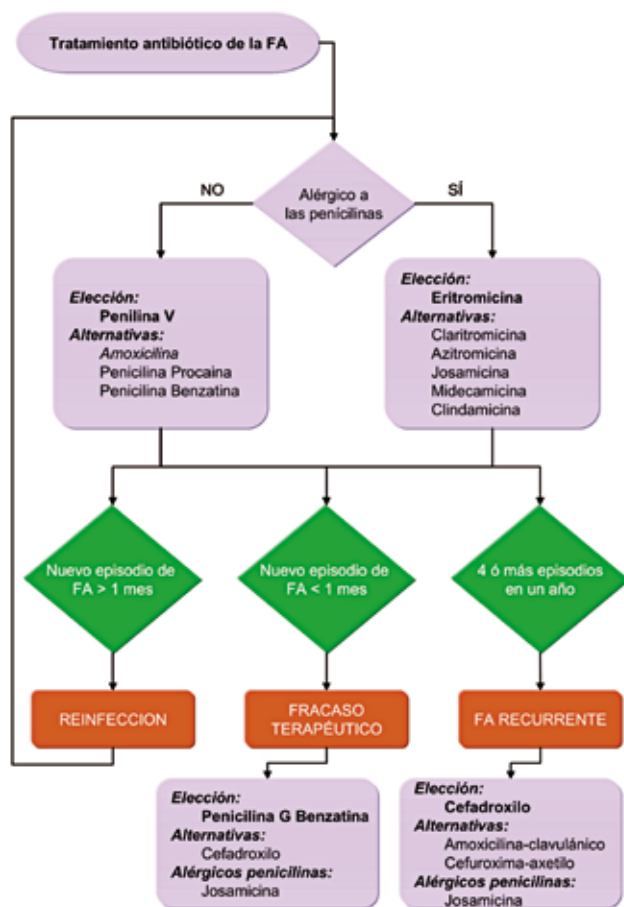 Tratamiento antibiótico de la FA
NO
Alérgico a
las penicilinas
SÍ
Elección:
Penilina V
Alternativas:
Amoxicilina
Penicilina Procaina
Penicilina Benzatina
Elección:
Eritromicina
Alternativas:
Claritromicina
Azitromicina
Josamicina
Midecamicina
Clindamicina
Nuevo episodio de
FA > 1 mes
Nuevo episodio de
FA < 1 mes
4 ó más episodios
en un año
REINFECCION
FRACASO
TERAPÉUTICO
FA RECURRENTE
Elección:
Penicilina G Benzatina
Alternativas:
Cefadroxilo
Alérgicos penicilinas:
Josamicina
Elección:
Cefadroxilo
Alternativas:
Amoxicilina-clavulánico
Cefuroxima-axetilo
Alérgicos penicilinas:
Josamicina